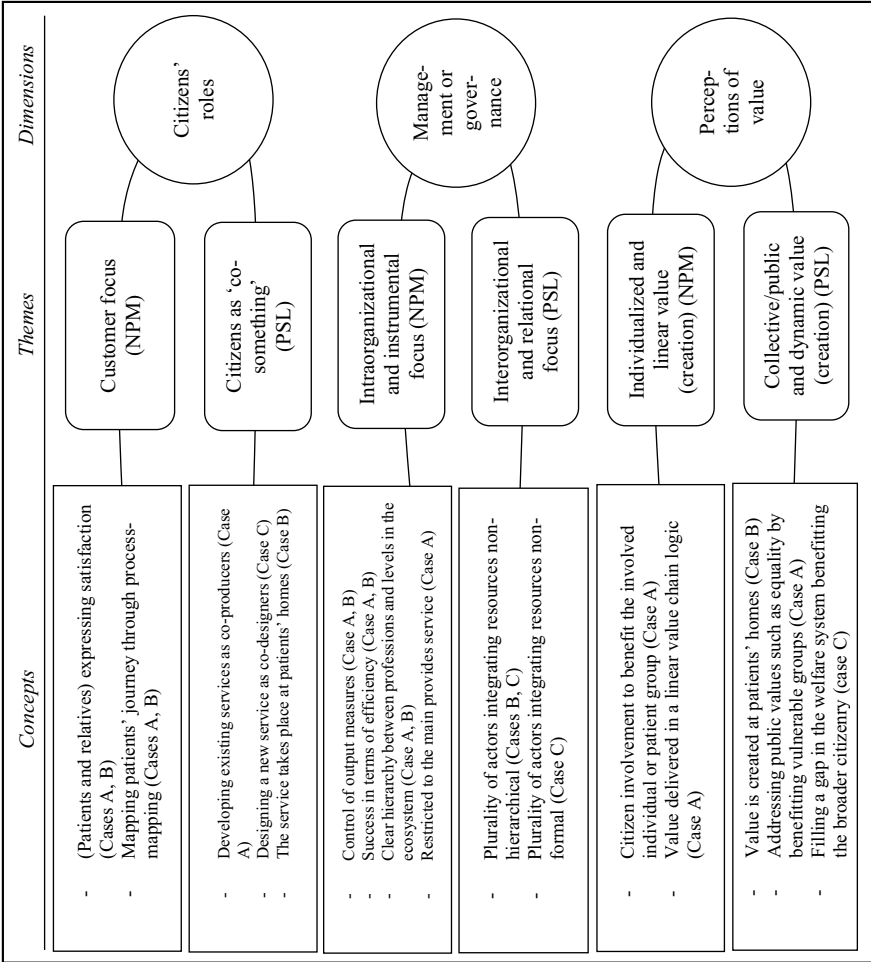 Concepts
Themes
Dimensions
- (Patients and relatives) expressing satisfaction
(Cases A, B)
- Mapping patients' journey through process-
mapping (Cases A, B)
Customer focus
(NPM)
Citizens'
roles
- Developing existing services as co-producers (Case
A)
- Designing a new service as co-designers (Case C)
- The service takes place at patients' homes (Case B)
Citizens as ‘co-
something’
(PSL)
- Control of output measures (Case A, B)
- Success in terms of efficiency (Case A, B)
- Clear hierarchy between professions and levels in the
ecosystem (Case A, B)
- Restricted to the main provides service (Case A)
Intraorganizational
and instrumental
focus (NPM)
Manage-
ment or
gover-
nance
- Plurality of actors integrating resources non-
hierarchical (Cases B, C)
- Plurality of actors integrating resources non-
formal (Case C)
Interorganizational
and relational
focus (PSL)
- Citizen involvement to benefit the involved
individual or patient group (Case A)
- Value delivered in a linear value chain logic
(Case A)
Individualized and
linear value
(creation) (NPM)
Percep-
tions of
value
- Value is created at patients' homes (Case B)
- Addressing public values such as equality by
benefitting vulnerable groups (Case A)
- Filling a gap in the welfare system benefitting
the broader citizenry (case C)
Collective/public
and dynamic value
(creation) (PSL)